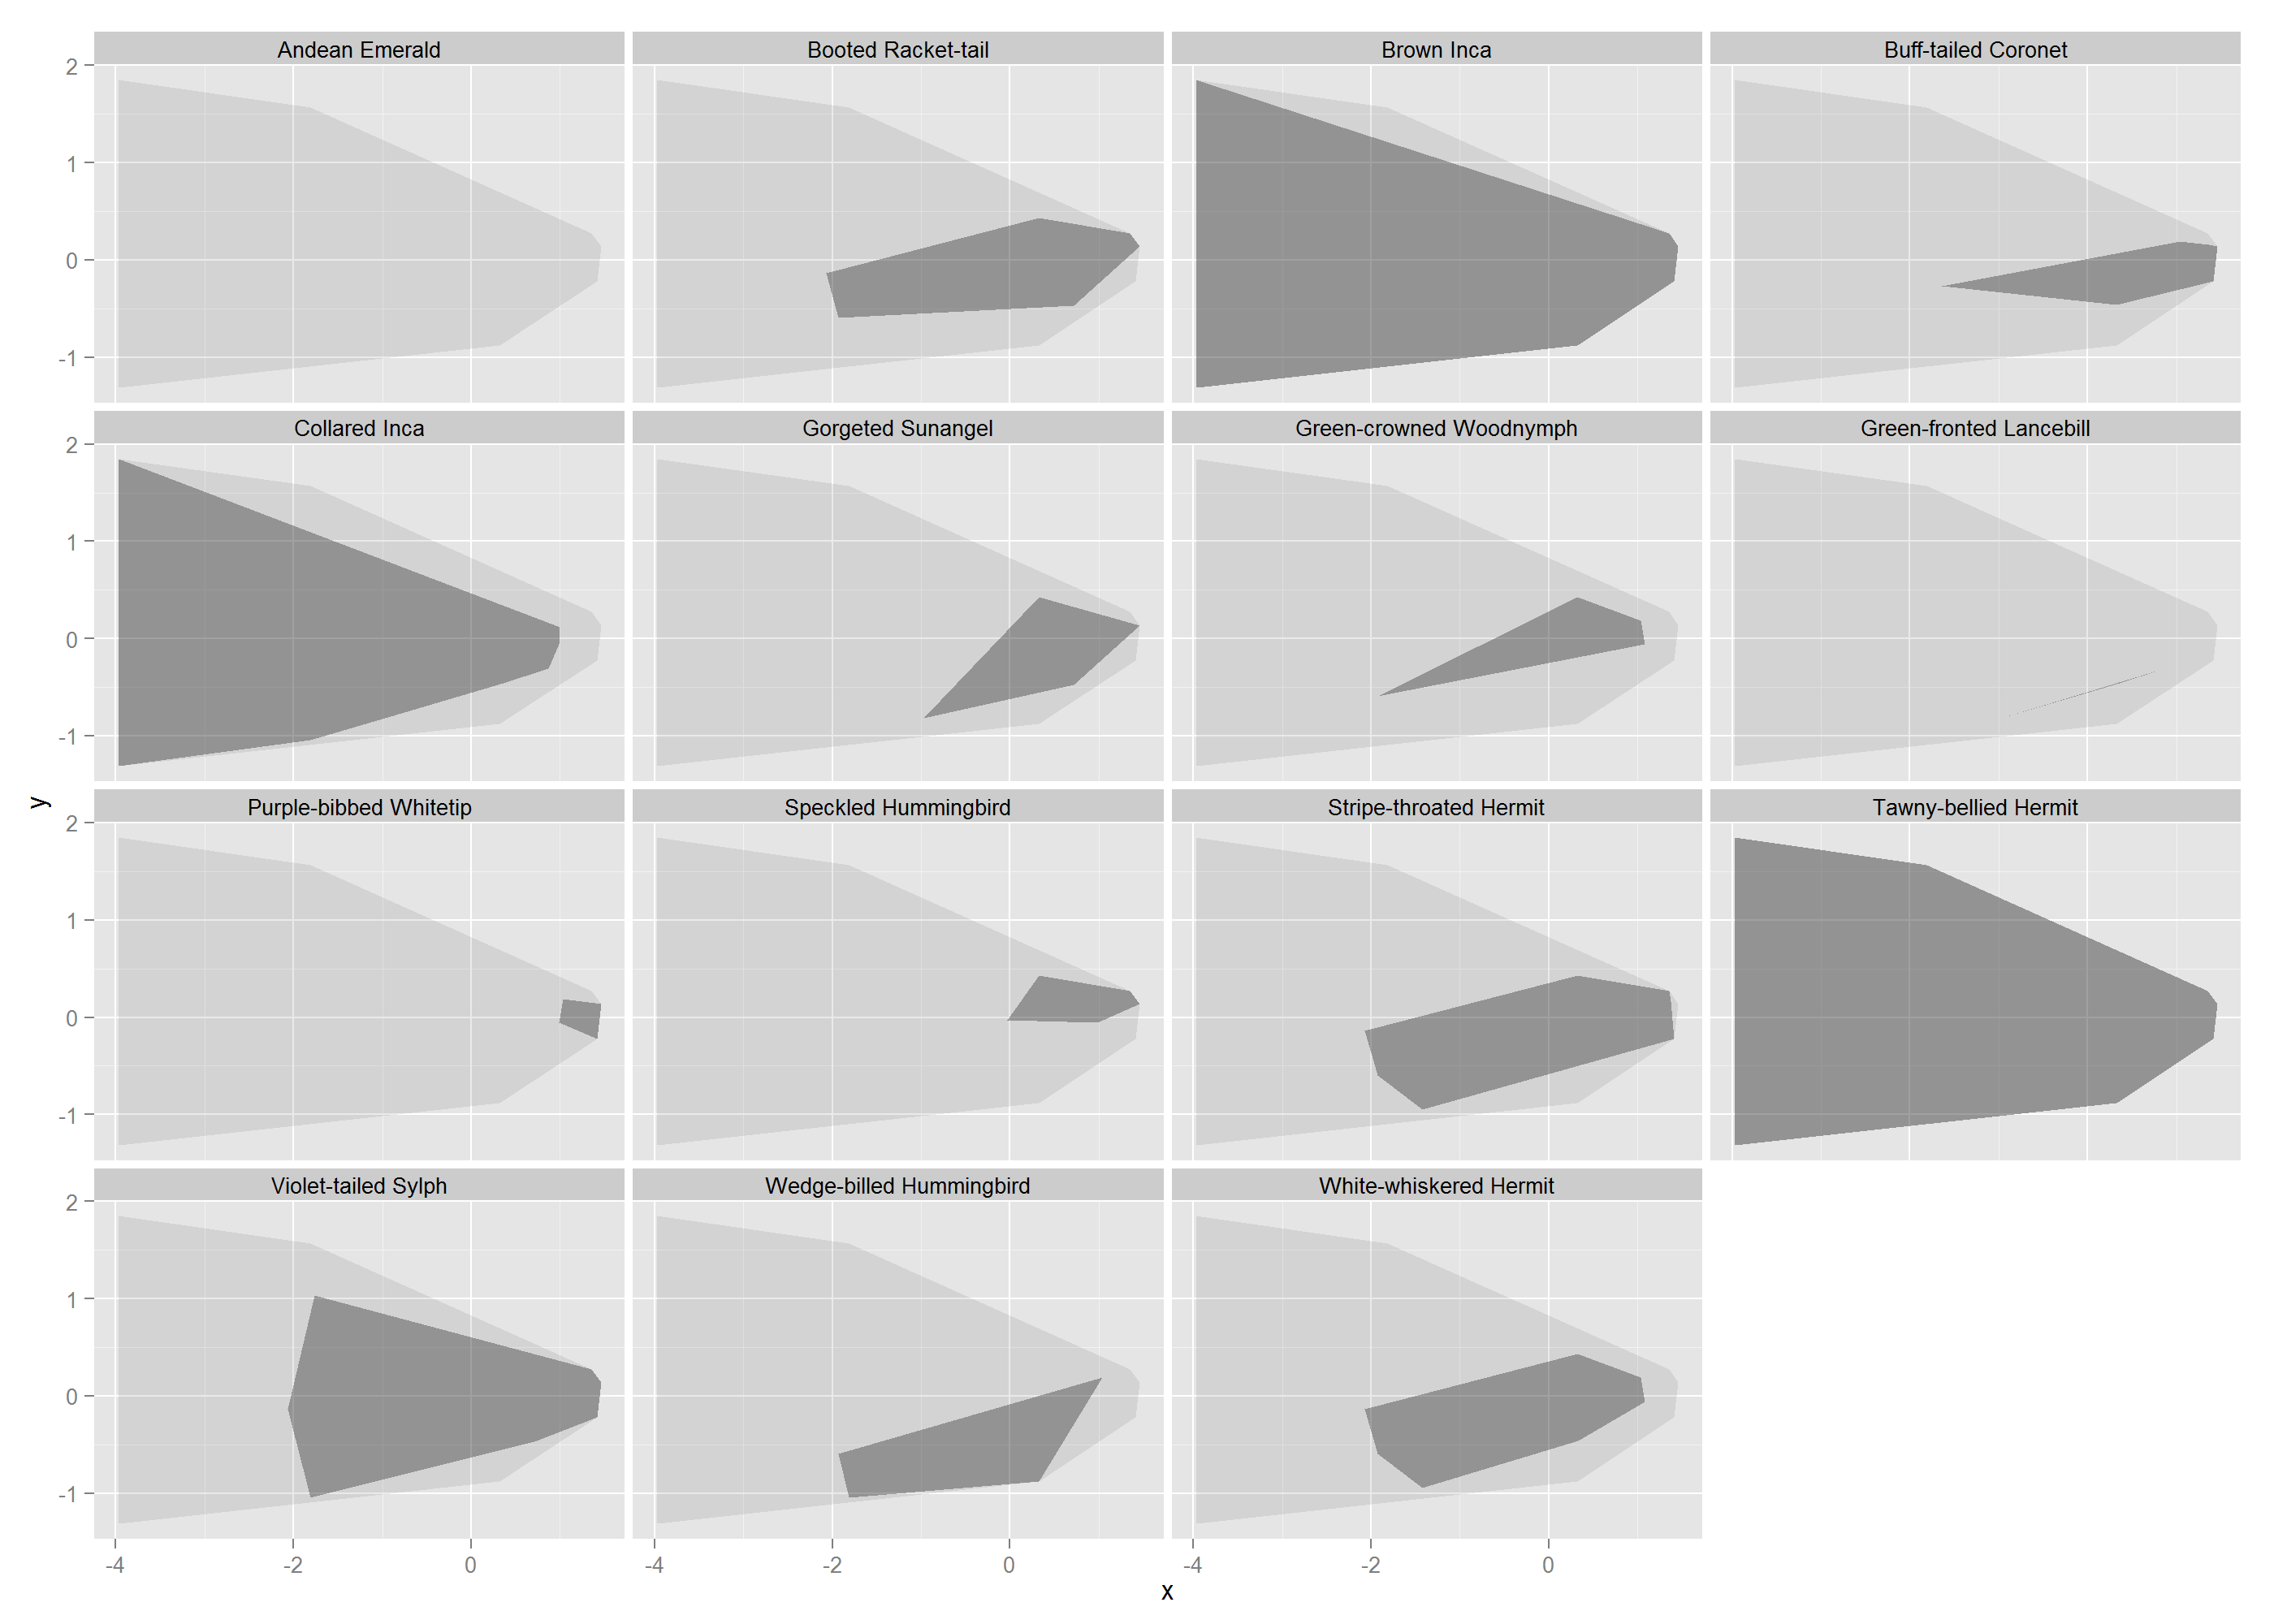 Andean Emerald Booted Racket-tail Brown Inca Buff-tailed Coronet
2
1
0
-1
Collared Inca Gorgeted Sunangel Green-crowned Woodnymph Green-fronted Lancebill
2
1
0
-1
y
Purple-bibbed Whitetip Speckled Hummingbird Stripe-throated Hermit Tawny-bellied Hermit
2
1
0
-1
Violet-tailed Sylph Wedge-billed Hummingbird White-whiskered Hermit
2
1
0
-1
-4 -2 0 -4 -2 0 -4 -2 0
x